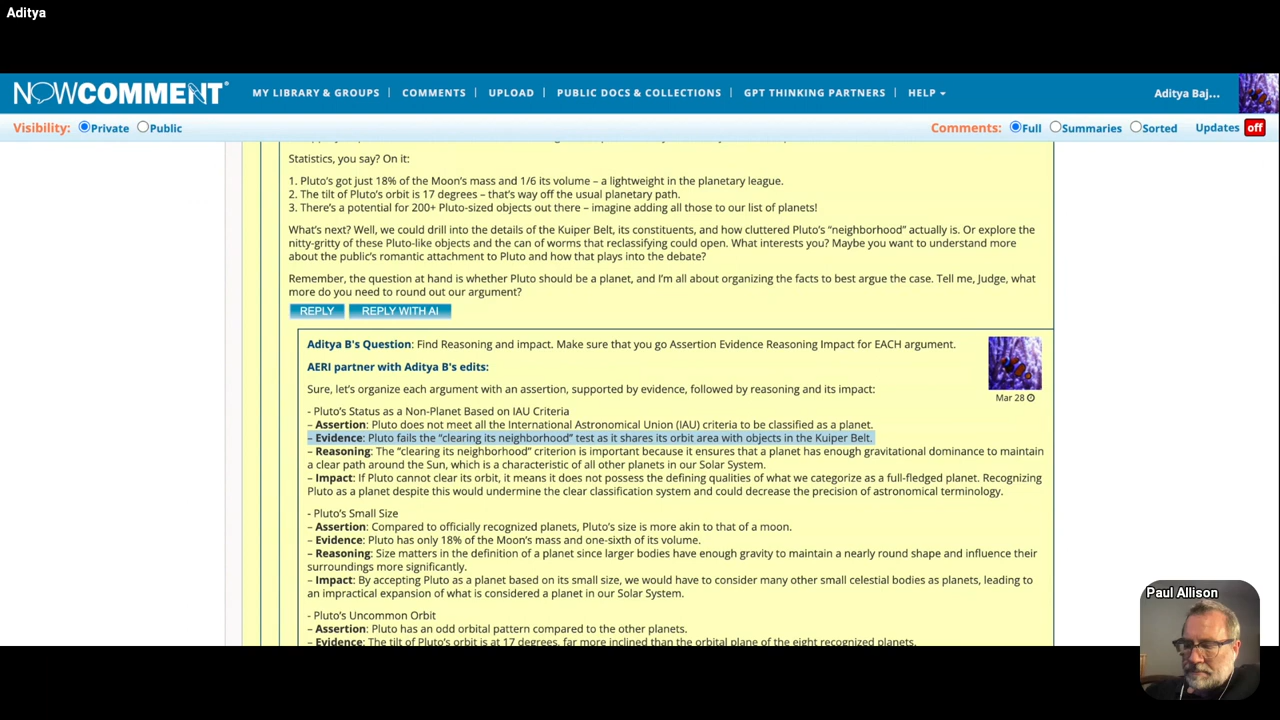 Aditya
NOWCOMMENT®
MY LIBRARY & GROUPS | COMMENTS | UPLOAD | PUBLIC DOCS & COLLECTIONS | GPT THINKING PARTNERS | HELP
Aditya Baj...
Visibility: Private Public
Comments: Full Summaries Sorted Updates off
Statistics, you say? On it:
1. Pluto's got just 18% of the Moon's mass and 1/6 its volume – a lightweight in the planetary league.
2. The tilt of Pluto's orbit is 17 degrees – that's way off the usual planetary path.
3. There's a potential for 200+ Pluto-sized objects out there – imagine adding all those to our list of planets!
What's next? Well, we could drill into the details of the Kuiper Belt, its constituents, and how cluttered Pluto's “neighborhood” actually is. Or explore the
nitty-gritty of these Pluto-like objects and the can of worms that reclassifying could open. What interests you? Maybe you want to understand more
about the public's romantic attachment to Pluto and how that plays into the debate?
Remember, the question at hand is whether Pluto should be a planet, and I'm all about organizing the facts to best argue the case. Tell me, Judge, what
more do you need to round out our argument?
REPLY REPLY WITH AI
Aditya B's Question: Find Reasoning and impact. Make sure that you go Assertion Evidence Reasoning Impact for EACH argument.
AERI partner with Aditya B's edits:
Mar 28
Sure, let's organize each argument with an assertion, supported by evidence, followed by reasoning and its impact:
- Pluto's Status as a Non-Planet Based on IAU Criteria
– Assertion: Pluto does not meet all the International Astronomical Union (IAU) criteria to be classified as a planet.
– Evidence: Pluto fails the “clearing its neighborhood” test as it shares its orbit area with objects in the Kuiper Belt.
– Reasoning: The “clearing its neighborhood” criterion is important because it ensures that a planet has enough gravitational dominance to maintain
a clear path around the Sun, which is a characteristic of all other planets in our Solar System.
– Impact: If Pluto cannot clear its orbit, it means it does not possess the defining qualities of what we categorize as a full-fledged planet. Recognizing
Pluto as a planet despite this would undermine the clear classification system and could decrease the precision of astronomical terminology.
- Pluto's Small Size
– Assertion: Compared to officially recognized planets, Pluto's size is more akin to that of a moon.
– Evidence: Pluto has only 18% of the Moon's mass and one-sixth of its volume.
– Reasoning: Size matters in the definition of a planet since larger bodies have enough gravity to maintain a nearly round shape and influence their
surroundings more significantly.
– Impact: By accepting Pluto as a planet based on its small size, we would have to consider many other small celestial bodies as planets, leading to
an impractical expansion of what is considered a planet in our Solar System.
- Pluto's Uncommon Orbit
– Assertion: Pluto has an odd orbital pattern compared to the other planets.
– Evidence: The tilt of Pluto's orbit is at 17 degrees, far more inclined than the orbital plane of the eight recognized planets.
Paul Allison